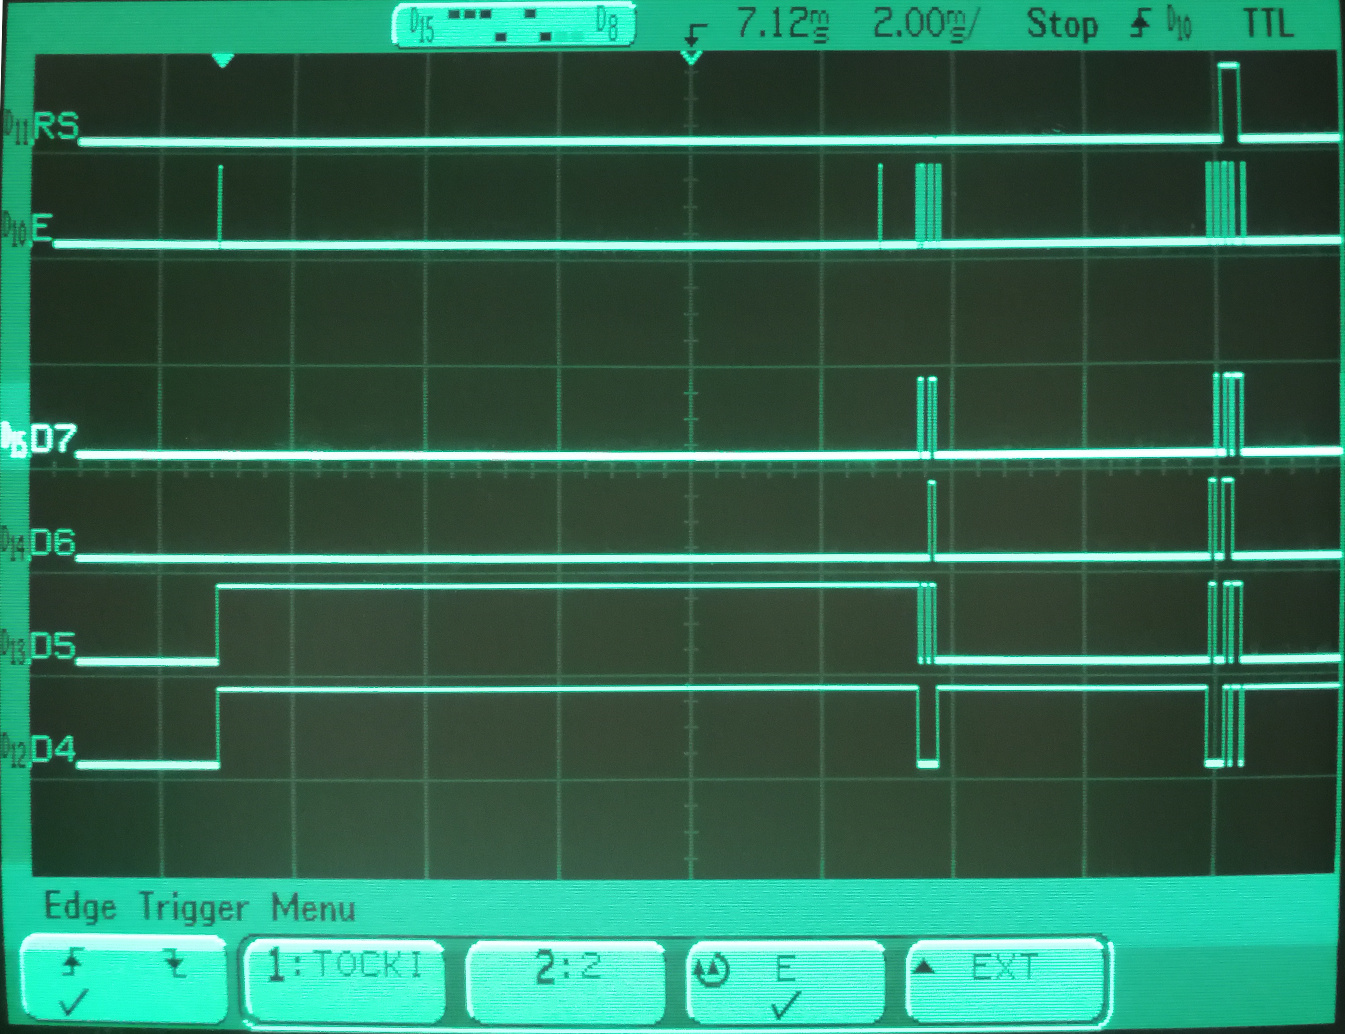 D15 D8 7.12ms 2.00ms/ Stop D10 TTL
D11 RS
D10 E
D15 D7
D14 D6
D13 D5
D12 D4
Edge Trigger Menu
1:TOCKI 2:2 E EXT